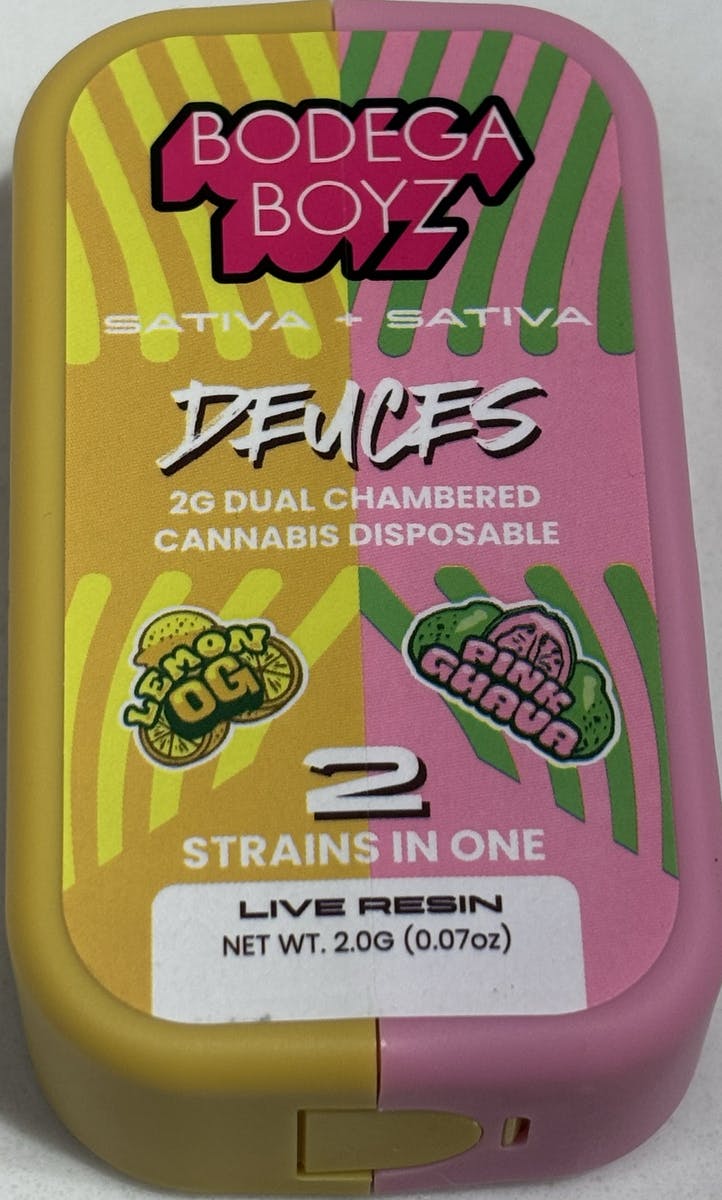 BODEGA
BOYZ
SATIVA + SATIVA
DEUCES
2G DUAL CHAMBERED
CANNABIS DISPOSABLE
LEMON
OG
PINK
GUAVA
2
STRAINS IN ONE
LIVE RESIN
NET WT. 2.0G (0.07oz)